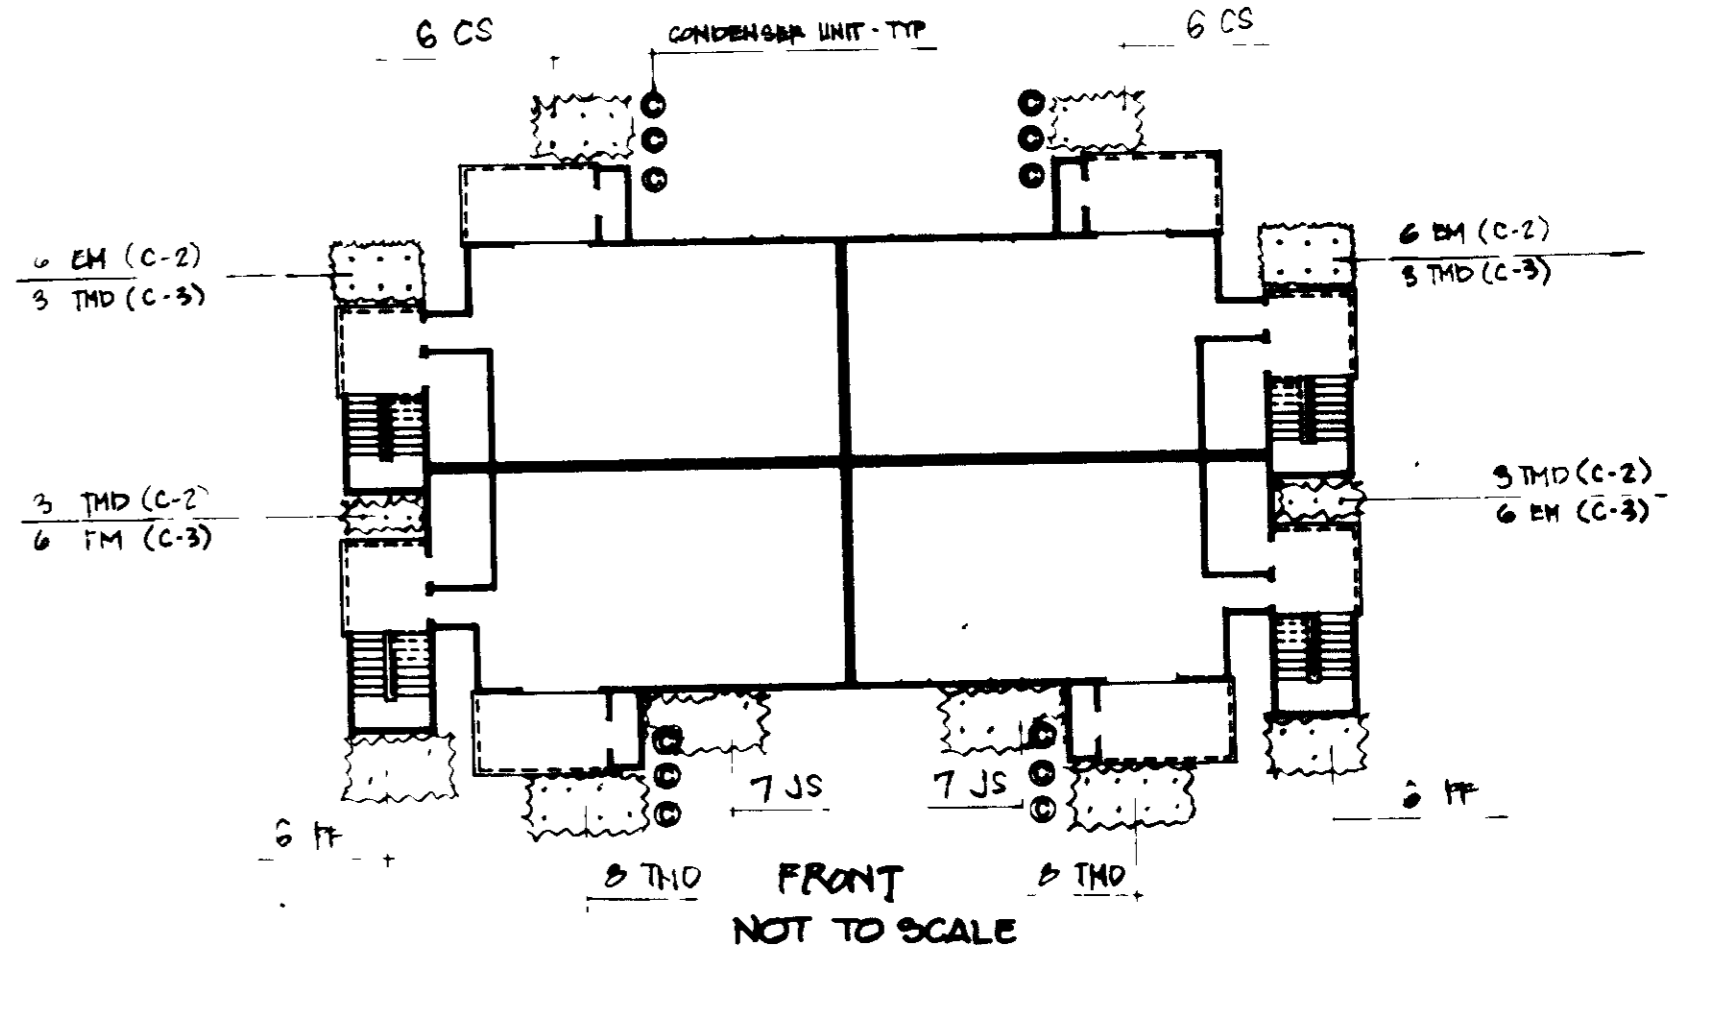 6 CS
CONDENSER UNIT - TYP
6 CS
C
C
C
C
C
C
6 EM (C-2)
3 TMD (C-3)
6 EM (C-2)
3 TMD (C-3)
3 TMD (C-2)
6 EM (C-3)
3 TMD (C-2)
6 EM (C-3)
C
C
C
C
C
C
7 JS
7 JS
6
6
8 TMD
FRONT
8 TMD
NOT TO SCALE